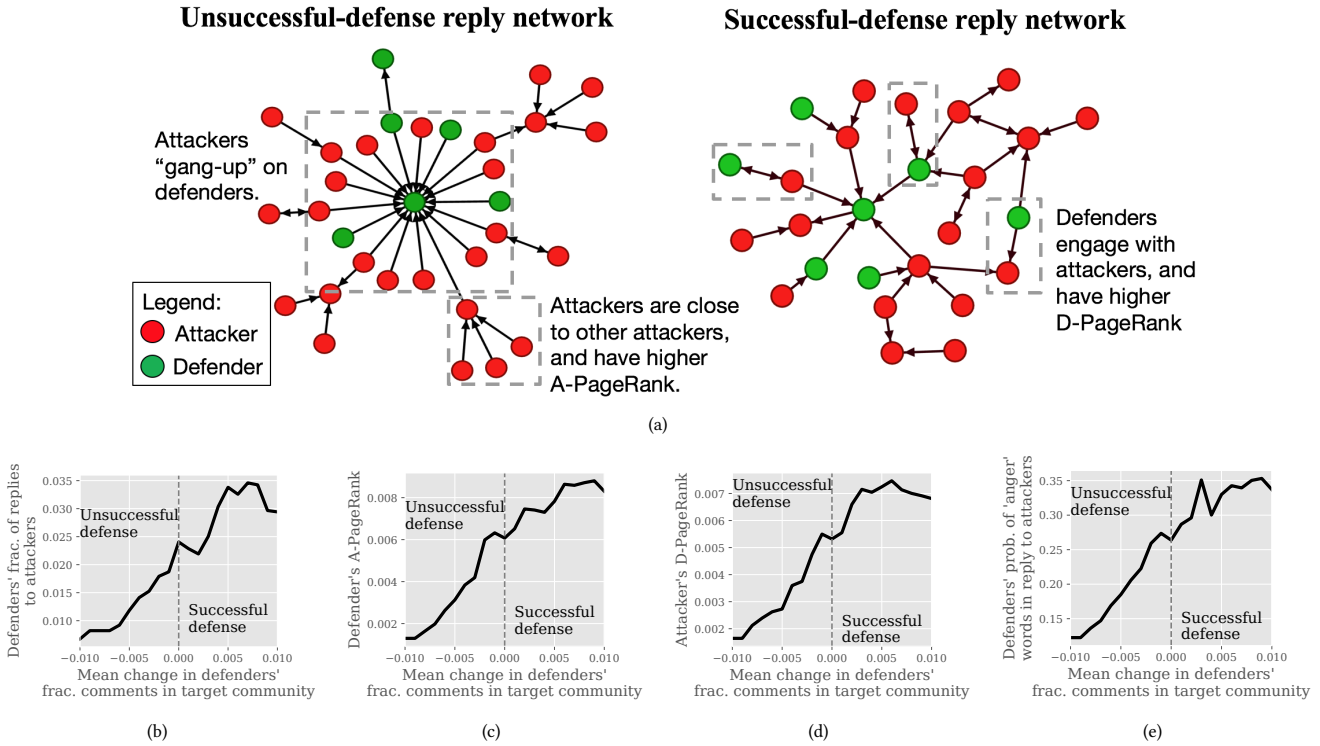 Unsuccessful-defense reply network
Successful-defense reply network
Attackers
“gang-up” on
defenders.
Legend:
Attacker
Defender
Attackers are close
to other attackers,
and have higher
A-PageRank.
Defenders
engage with
attackers, and
have higher
D-PageRank
(a)
Defenders' frac. of replies
to attackers
0.035
0.030
0.025
0.020
0.015
0.010
Unsuccessful
defense
Successful
defense
−0.010 −0.005 0.000 0.005 0.010
Mean change in defenders'
frac. comments in target community
(b)
Defender's A-PageRank
0.008
0.006
0.004
0.002
Unsuccessful
defense
Successful
defense
−0.010 −0.005 0.000 0.005 0.010
Mean change in defenders'
frac. comments in target community
(c)
Attacker's D-PageRank
0.007
0.006
0.005
0.004
0.003
0.002
Unsuccessful
defense
Successful
defense
−0.010 −0.005 0.000 0.005 0.010
Mean change in defenders'
frac. comments in target community
(d)
Defenders' prob. of 'anger'
words in reply to attackers
0.35
0.30
0.25
0.20
0.15
Unsuccessful
defense
Successful
defense
−0.010 −0.005 0.000 0.005 0.010
Mean change in defenders'
frac. comments in target community
(e)